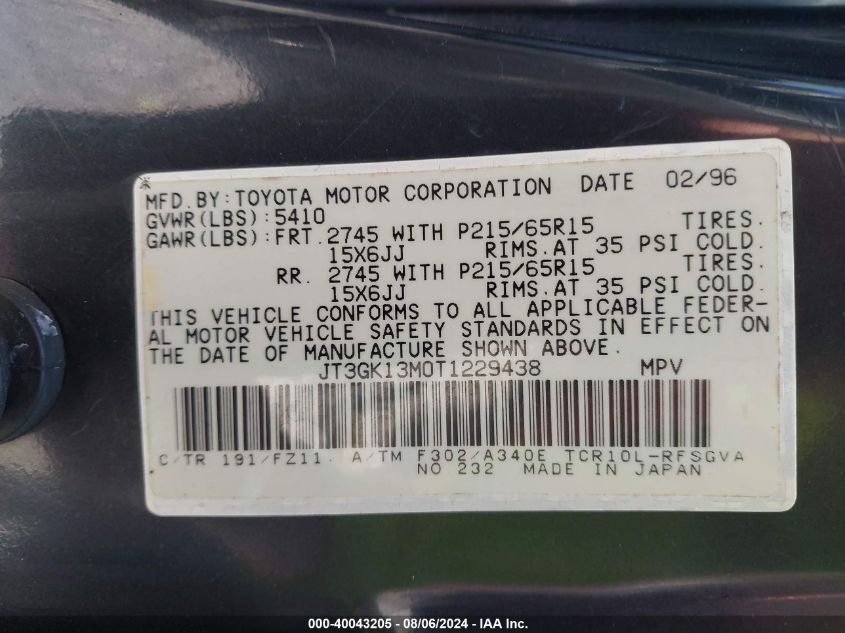 MFD.BY:TOYOTA MOTOR CORPORATION DATE 02/96
GVWR(LBS):5410
GAWR(LBS):FRT.2745 WITH P215/65R15 TIRES.
15X6JJ RIMS.AT 35 PSI COLD.
RR. 2745 WITH P215/65R15 TIRES.
15X6JJ RIMS.AT 35 PSI COLD.
THIS VEHICLE CONFORMS TO ALL APPLICABLE FEDER-
AL MOTOR VEHICLE SAFETY STANDARDS IN EFFECT ON
THE DATE OF MANUFACTURE SHOWN ABOVE.
JT3GK13M0T1229438 MPV
C/TR 191/FZ11. A/TM F302/A340E TCR10L-RFSGVA
NO.232 MADE IN JAPAN
000-40043205 - 08/06/2024 - IAA Inc.